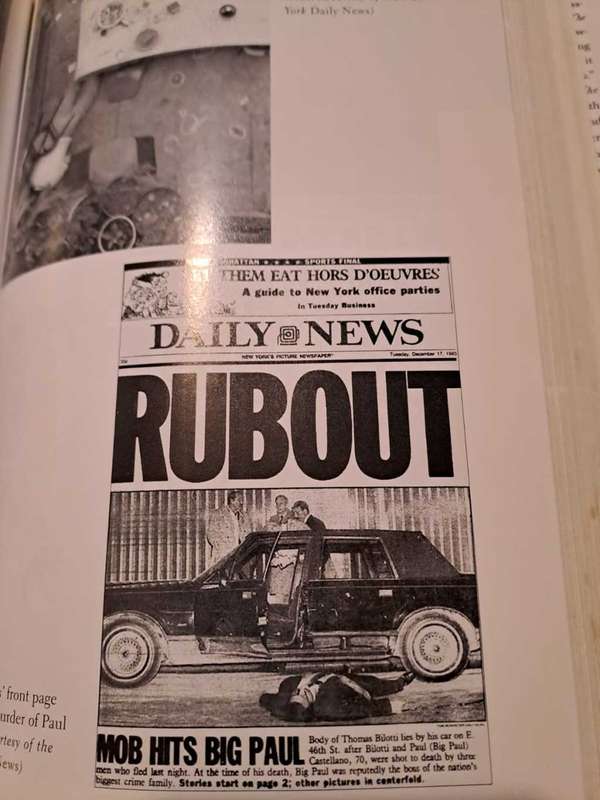 York Daily News)
HATTAN ★ ★ ★ SPORTS FINAL
THEM EAT HORS D'OEUVRES
A guide to New York office parties
In Tuesday Business
DAILY NEWS
NEW YORK'S PICTURE NEWSPAPER
Tuesday, December 17, 1985
RUBOUT
MOB HITS BIG PAUL
Body of Thomas Bilotti lies by his car on E.
46th St. after Bilotti and Paul (Big Paul)
Castellano, 70, were shot to death by three
men who fled last night. At the time of his death, Big Paul was reputedly the boss of the nation's
biggest crime family. Stories start on page 2; other pictures in centerfold.
front page
urder of Paul
rtesy of the
ews)